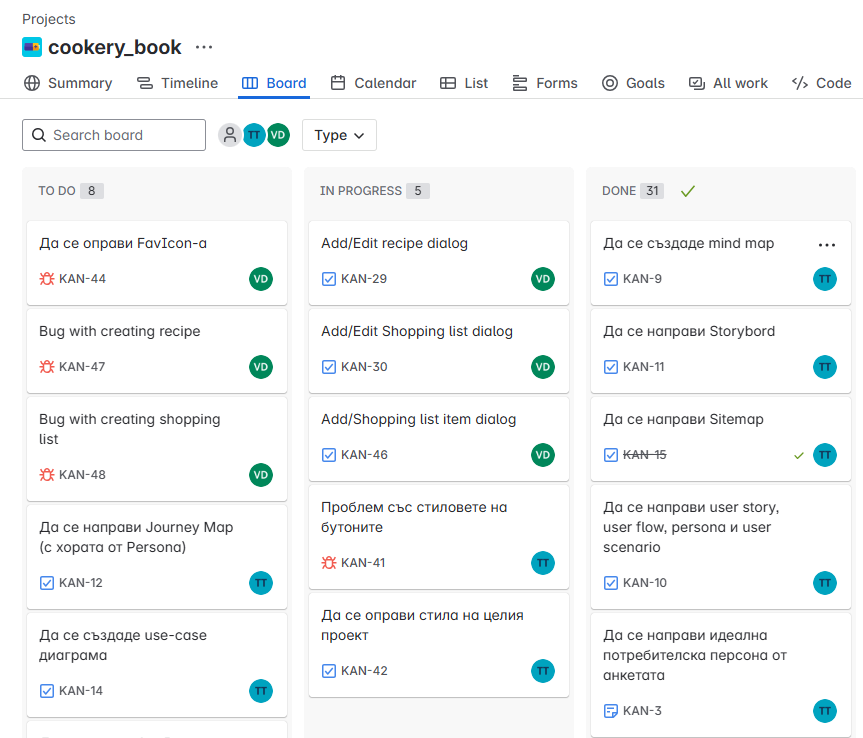 Projects
cookery_book
Summary Timeline Board Calendar List Forms Goals All work Code
Search board TT VD Type
TO DO 8
Да се оправи FavIcon-а
KAN-44 VD
Bug with creating recipe
KAN-47 VD
Bug with creating shopping
list
KAN-48 VD
Да се направи Journey Map
(с хората от Persona)
KAN-12 TT
Да се създаде use-case
диаграма
KAN-14 TT
IN PROGRESS 5
Add/Edit recipe dialog
KAN-29 VD
Add/Edit Shopping list dialog
KAN-30 VD
Add/Shopping list item dialog
KAN-46 VD
Проблем със стиловете на
бутоните
KAN-41 TT
Да се оправи стила на целия
проект
KAN-42 TT
DONE 31
Да се създаде mind map
KAN-9 TT
Да се направи Storybord
KAN-11 TT
Да се направи Sitemap
KAN-15 TT
Да се направи user story,
user flow, persona и user
scenario
KAN-10 TT
Да се направи идеална
потребителска персона от
анкетата
KAN-3 TT